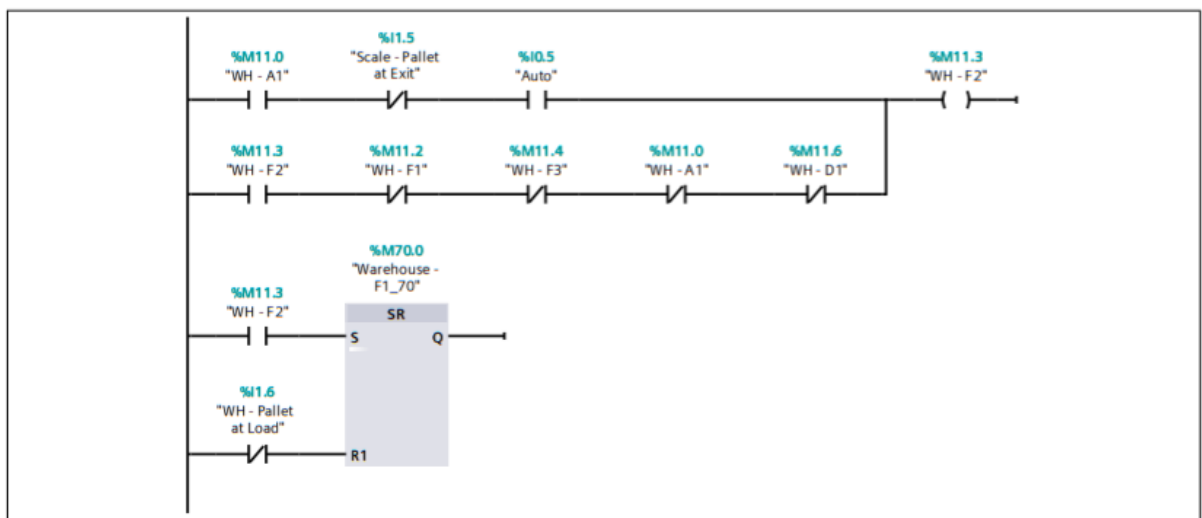 %M11.0
"WH - A1"
%I1.5
"Scale - Pallet
at Exit"
%I0.5
"Auto"
%M11.3
"WH - F2"
%M11.3
"WH - F2"
%M11.2
"WH - F1"
%M11.4
"WH - F3"
%M11.0
"WH - A1"
%M11.6
"WH - D1"
%M70.0
"Warehouse -
F1_70"
%M11.3
"WH - F2"
SR
S
Q
%I1.6
"WH - Pallet
at Load"
R1